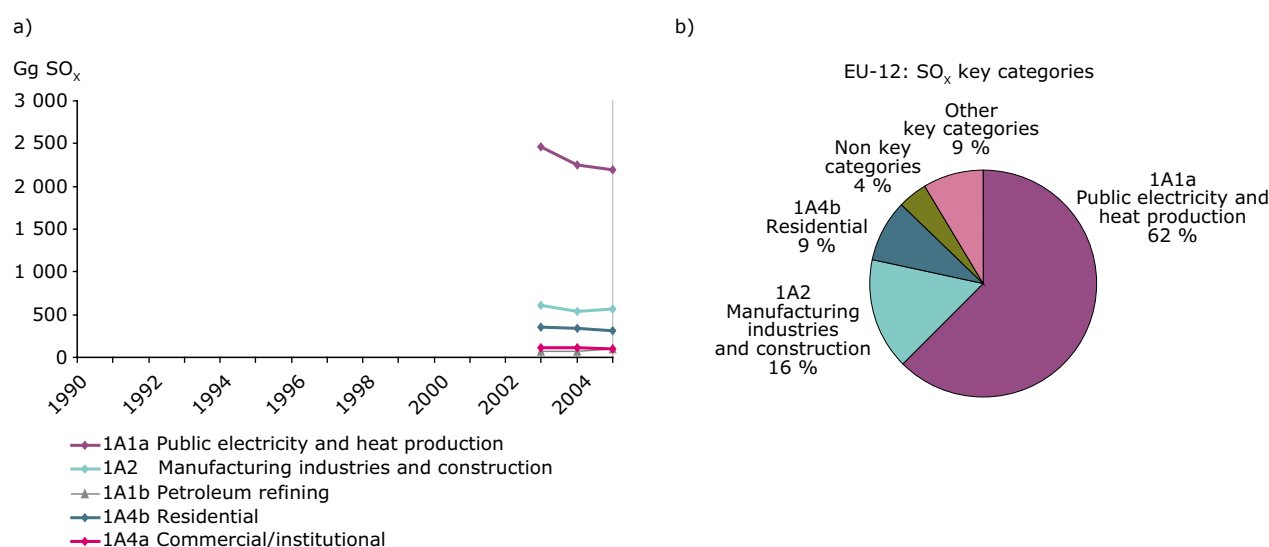 a)
Gg SOx
3 000
2 500
2 000
1 500
1 000
500
0
1990
1992
1994
1996
1998
2000
2002
2004
1A1a Public electricity and heat production
1A2 Manufacturing industries and construction
1A1b Petroleum refining
1A4b Residential
1A4a Commercial/institutional
b)
EU-12: SOx key categories
Other
key categories
9 %
Non key
categories
4 %
1A4b
Residential
9 %
1A2
Manufacturing
industries
and construction
16 %
1A1a
Public electricity and
heat production
62 %